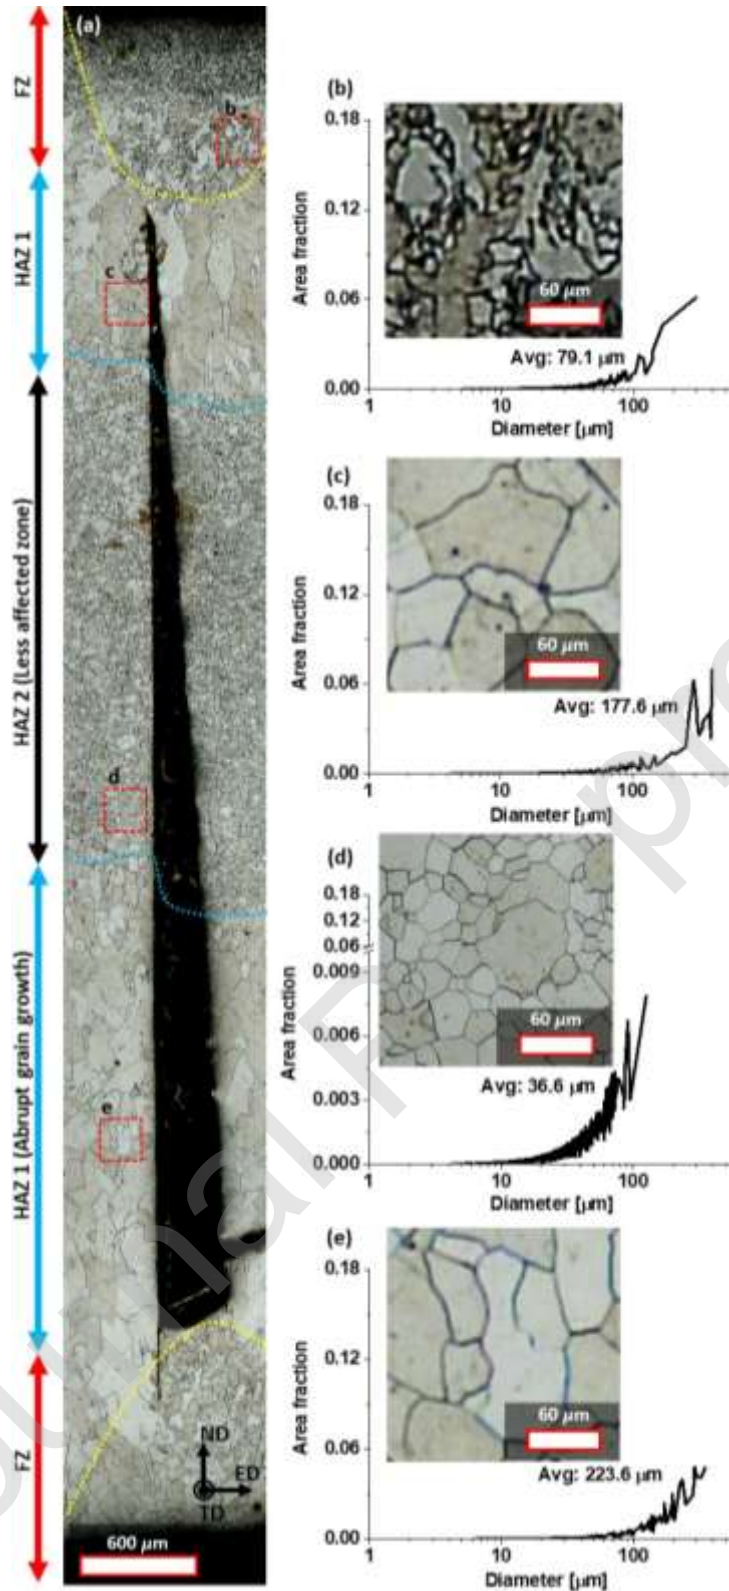 (a)
FZ
HAZ 1
HAZ 2 (Less affected zone)
HAZ 1 (Abrupt grain growth)
FZ
b
c
d
e
ND
ED
TD
600 μm
(b)
0.18
0.12
0.06
0.00
Area fraction
60 μm
Avg: 79.1 μm
1 10 100
Diameter [μm]
(c)
0.18
0.12
0.06
0.00
Area fraction
60 μm
Avg: 177.6 μm
1 10 100
Diameter [μm]
(d)
0.18
0.12
0.06
0.009
0.006
0.003
0.000
Area fraction
60 μm
Avg: 36.6 μm
1 10 100
Diameter [μm]
(e)
0.18
0.12
0.06
0.00
Area fraction
60 μm
Avg: 223.6 μm
1 10 100
Diameter [μm]